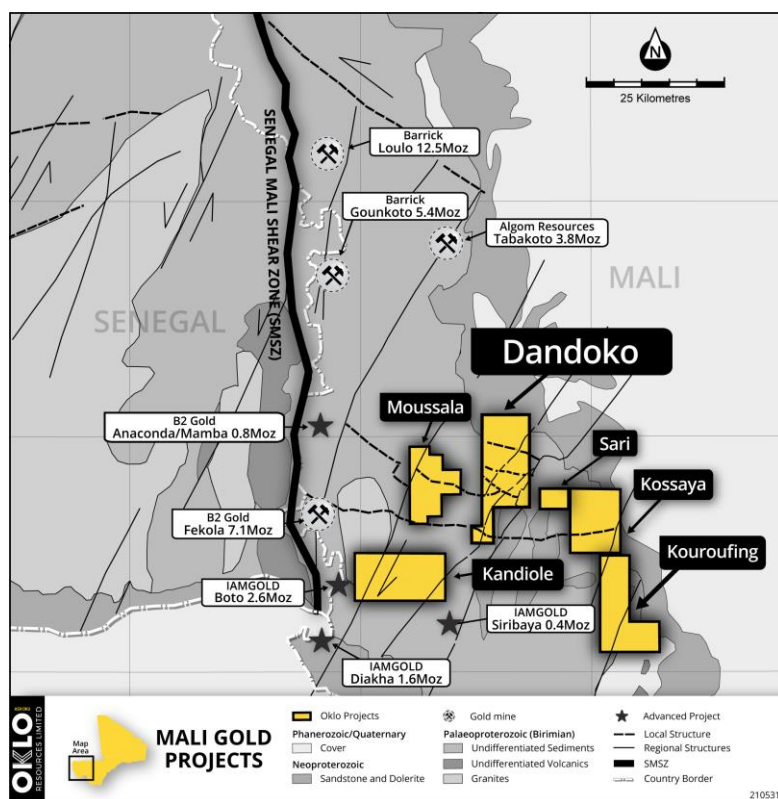 N
25 Kilometres
SENEGAL MALI SHEAR ZONE (SMSZ)
Barrick
Loulo 12.5Moz
Barrick
Gounkoto 5.4Moz
Algom Resources
Tabakoto 3.8Moz
MALI
SENEGAL
Dandoko
Moussala
B2 Gold
Anaconda/Mamba 0.8Moz
Sari
Kossaya
B2 Gold
Fekola 7.1Moz
Kouroufing
Kandiole
IAMGOLD
Boto 2.6Moz
IAMGOLD
Siribaya 0.4Moz
IAMGOLD
Diakha 1.6Moz
OKLO
RESOURCES LIMITED
Map
Area
MALI GOLD
PROJECTS
Oklo Projects
Phanerozoic/Quaternary
Cover
Neoproterozoic
Sandstone and Dolerite
Gold mine
Palaeoproterozoic (Birimian)
Undifferentiated Sediments
Undifferentiated Volcanics
Granites
Advanced Project
Local Structure
Regional Structures
SMSZ
Country Border
210531